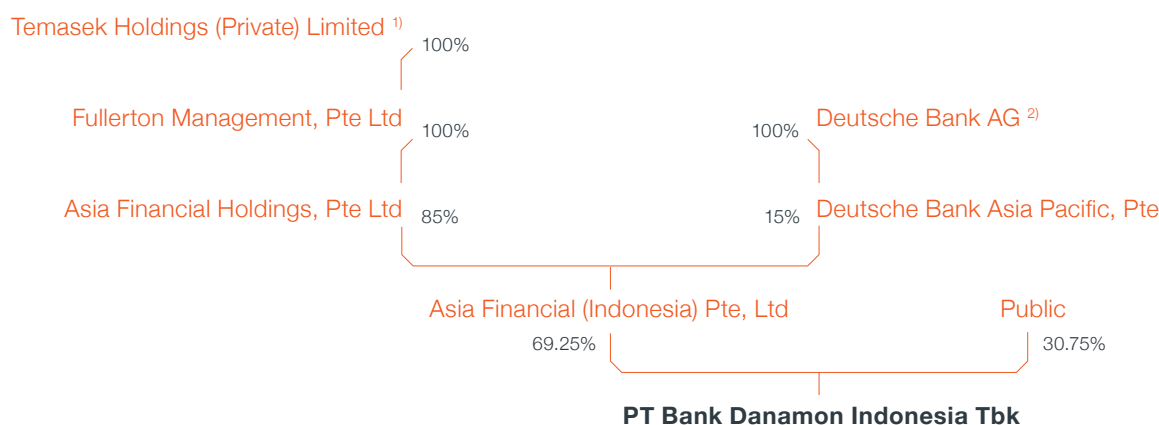 Temasek Holdings (Private) Limited 1)
100%
Fullerton Management, Pte Ltd
100%
100%
Deutsche Bank AG 2)
Asia Financial Holdings, Pte Ltd
85%
15%
Deutsche Bank Asia Pacific, Pte
Asia Financial (Indonesia) Pte, Ltd
Public
69.25%
30.75%
PT Bank Danamon Indonesia Tbk